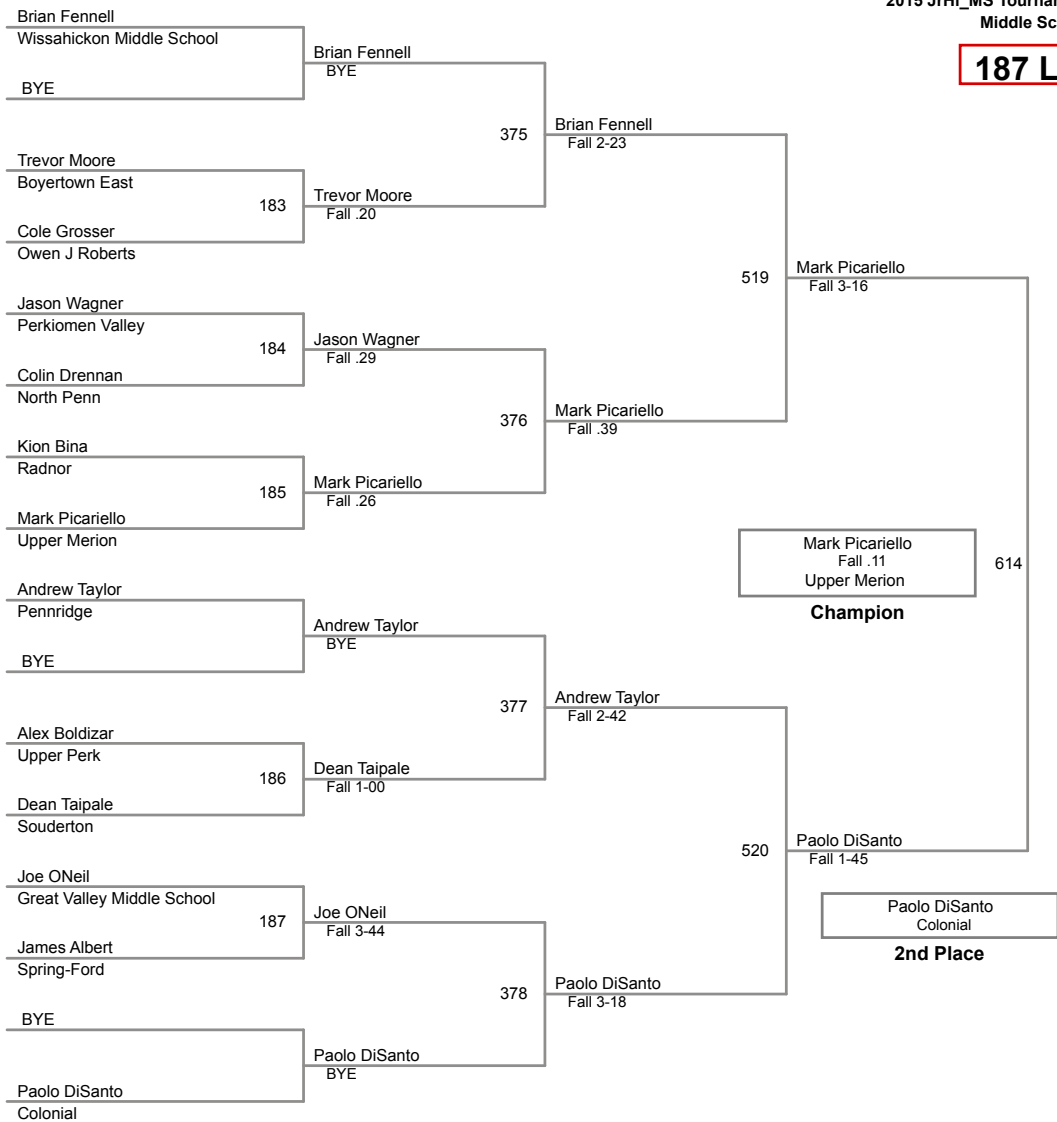 2015 JrHi_MS
Middle
187
Brian Fennell
Wissahickon Middle School
BYE
Trevor Moore
Boyertown East
183
Cole Grosser
Owen J Roberts
Jason Wagner
Perkiomen Valley
184
Colin Drennan
North Penn
Kion Bina
Radnor
185
Mark Picariello
Upper Merion
Andrew Taylor
Pennridge
BYE
Alex Boldizar
Upper Perk
186
Dean Taipale
Souderton
Joe ONeil
Great Valley Middle School
187
James Albert
Spring-Ford
BYE
Paolo DiSanto
Colonial
Brian Fennell
BYE
375
Trevor Moore
Fall .20
Jason Wagner
Fall .29
376
Mark Picariello
Fall .26
Andrew Taylor
BYE
377
Dean Taipale
Fall 1-00
Joe ONeil
Fall 3-44
378
Paolo DiSanto
BYE
Brian Fennell
Fall 2-23
519
Mark Picariello
Fall .39
Andrew Taylor
Fall 2-42
520
Paolo DiSanto
Fall 3-18
Mark Picariello
Fall 3-16
614
Paolo DiSanto
Fall 1-45
Mark Picariello
Fall .11
Upper Merion
Champion
Paolo DiSanto
Colonial
2nd Place